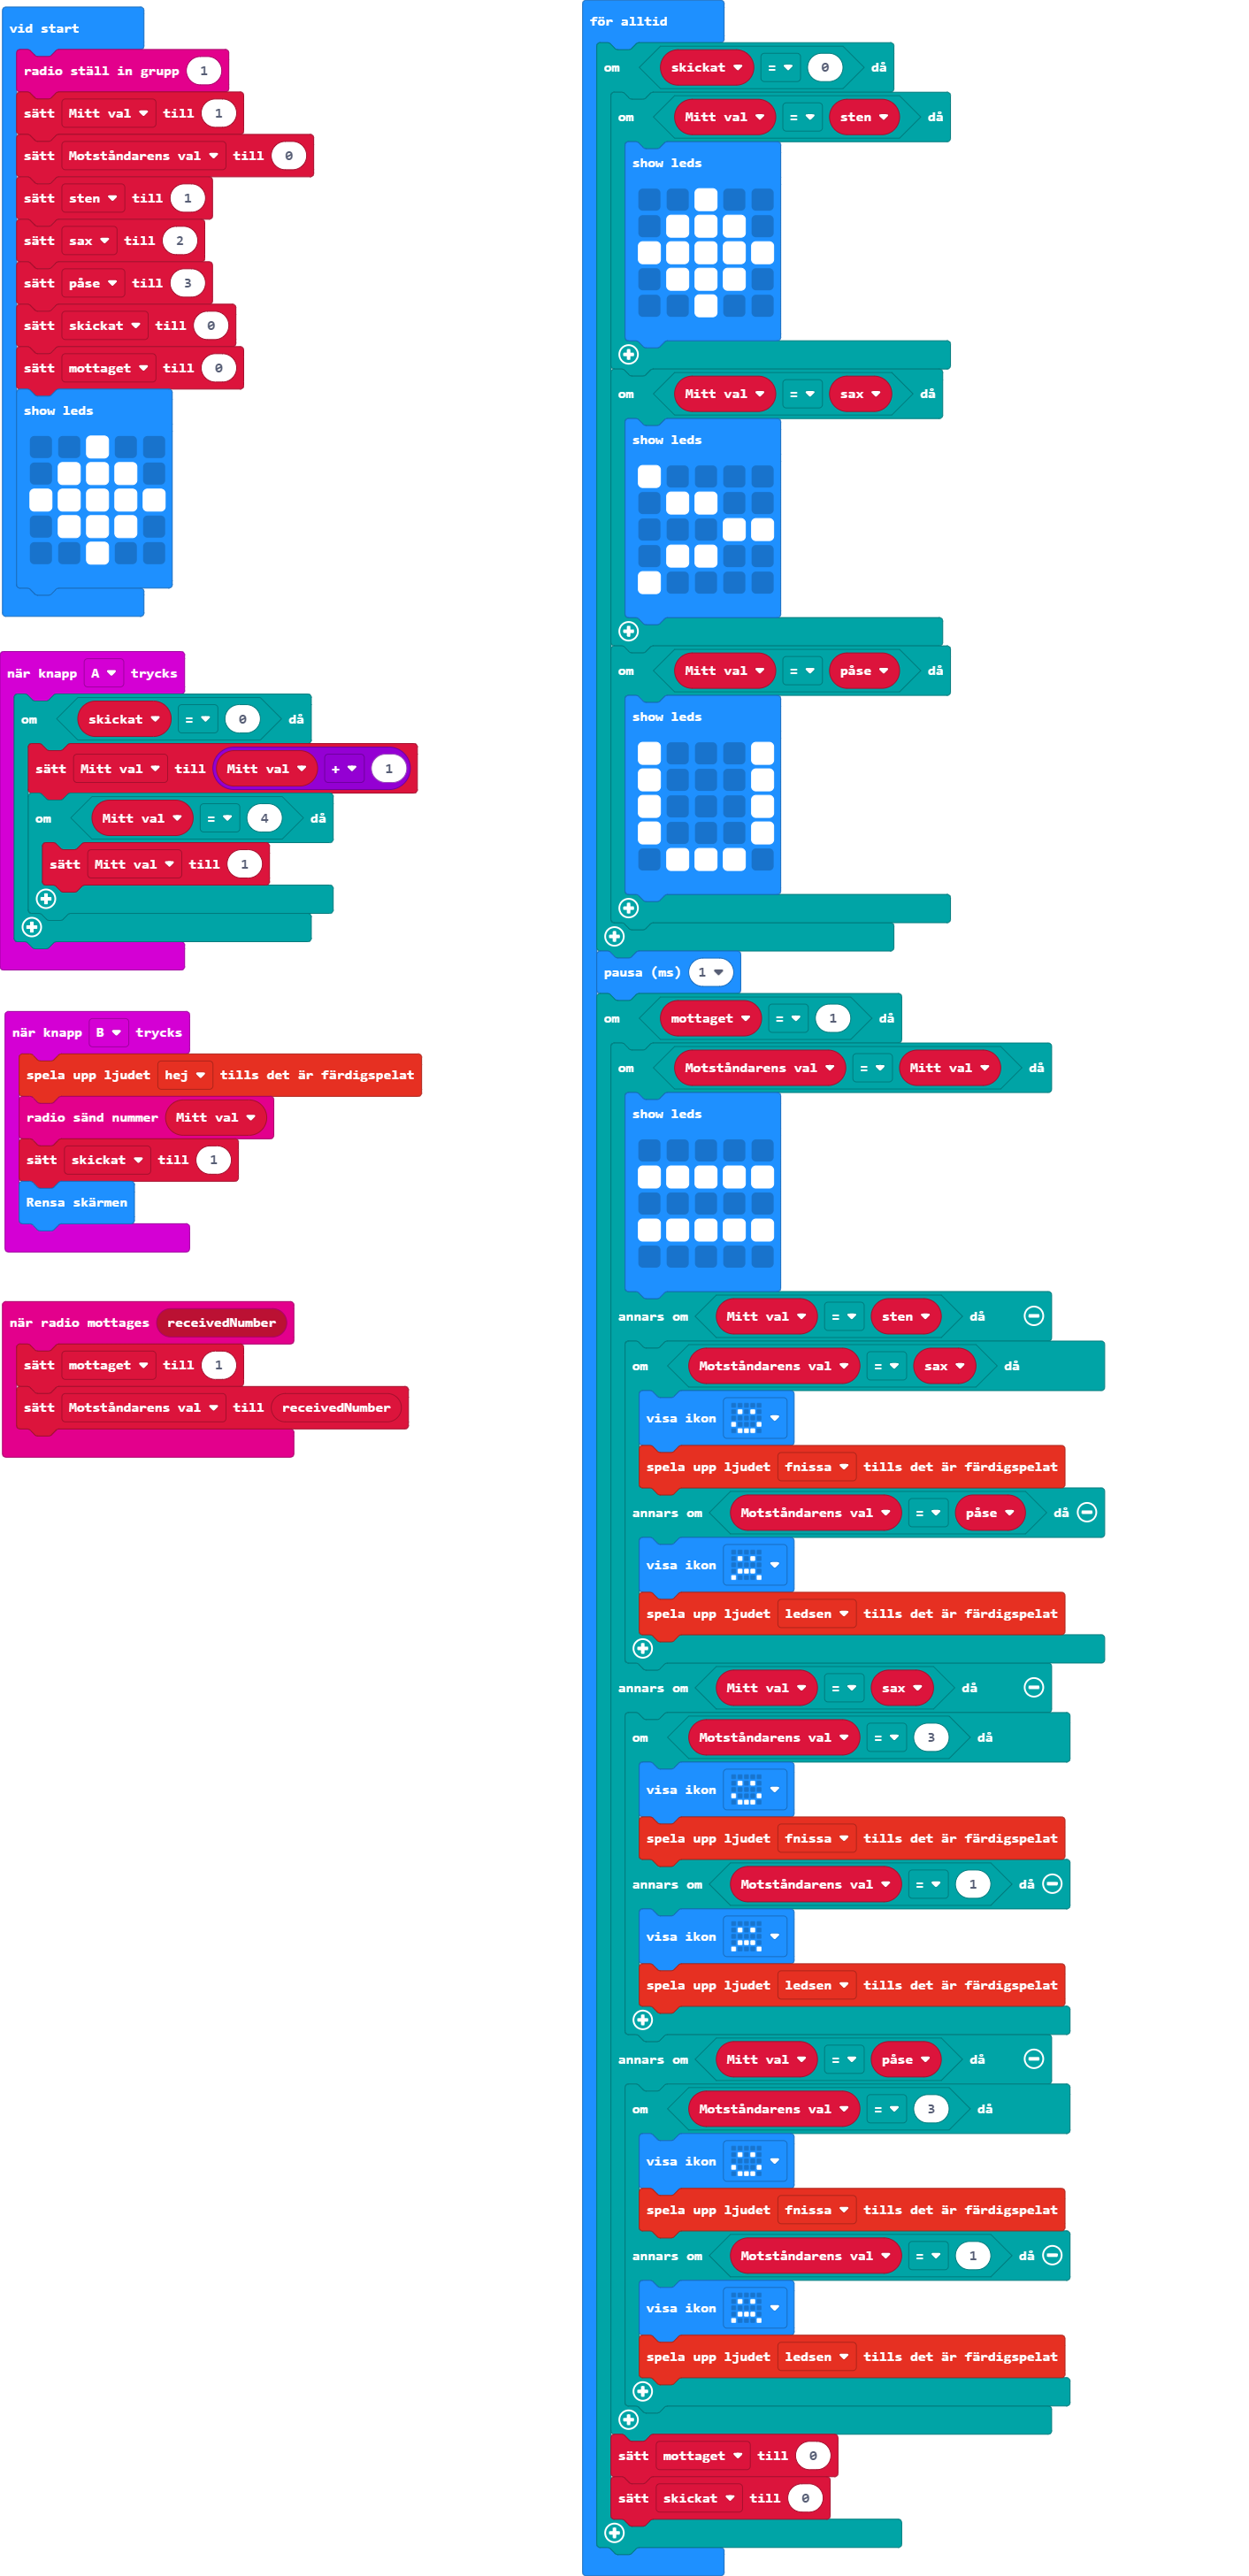 vid start
radio ställ in grupp 1
sätt Mitt val till 1
sätt Motståndarens val till 0
sätt sten till 1
sätt sax till 2
sätt påse till 3
sätt skickat till 0
sätt mottaget till 0
show leds
när knapp A trycks
om skickat = 0 då
sätt Mitt val till Mitt val + 1
om Mitt val = 4 då
sätt Mitt val till 1
när knapp B trycks
spela upp ljudet hej tills det är färdigspelat
radio sänd nummer Mitt val
sätt skickat till 1
Rensa skärmen
när radio mottages receivedNumber
sätt mottaget till 1
sätt Motståndarens val till receivedNumber
för alltid
om skickat = 0 då
om Mitt val = sten då
show leds
om Mitt val = sax då
show leds
om Mitt val = påse då
show leds
pausa (ms) 1
om mottaget = 1 då
om Motståndarens val = Mitt val då
show leds
annars om Mitt val = sten då
om Motståndarens val = sax då
visa ikon
spela upp ljudet fnissa tills det är färdigspelat
annars om Motståndarens val = påse då
visa ikon
spela upp ljudet ledsen tills det är färdigspelat
annars om Mitt val = sax då
om Motståndarens val = 3 då
visa ikon
spela upp ljudet fnissa tills det är färdigspelat
annars om Motståndarens val = 1 då
visa ikon
spela upp ljudet ledsen tills det är färdigspelat
annars om Mitt val = påse då
om Motståndarens val = 3 då
visa ikon
spela upp ljudet fnissa tills det är färdigspelat
annars om Motståndarens val = 1 då
visa ikon
spela upp ljudet ledsen tills det är färdigspelat
sätt mottaget till 0
sätt skickat till 0